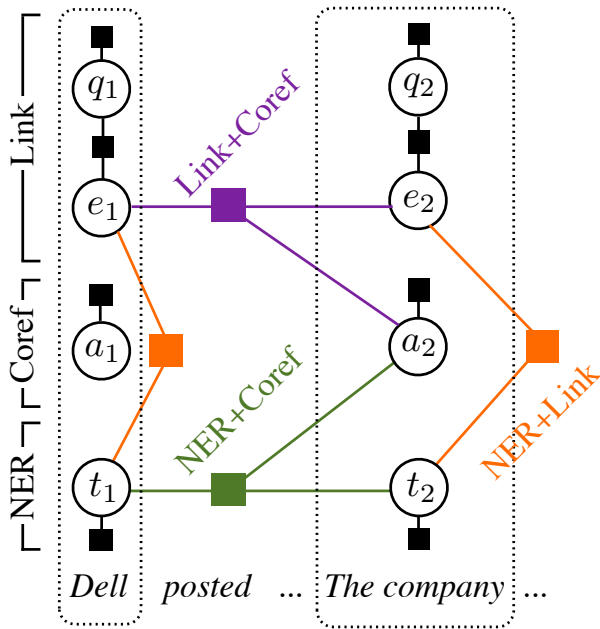 Link
Coref
NER
q1 q2
Link+Coref
e1 e2
a1 a2
NER+Coref
NER+Link
t1 t2
Dell posted ... The company ...